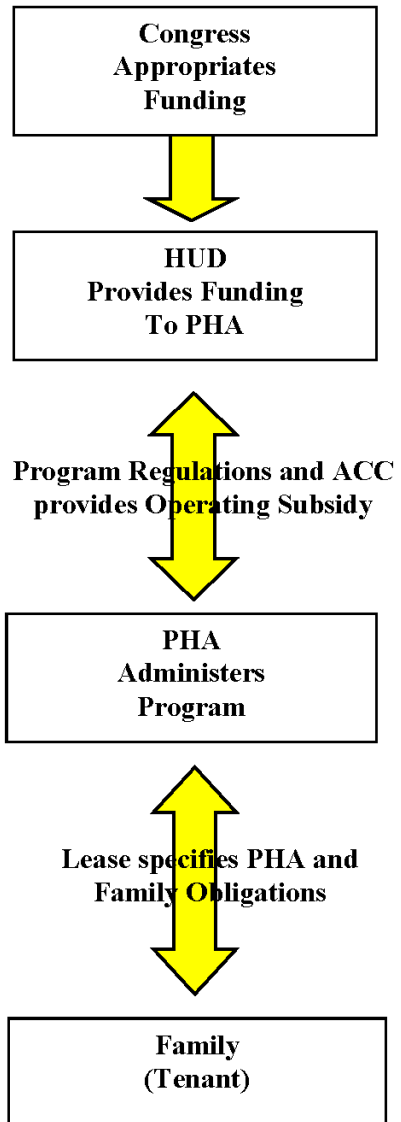 Congress
Appropriates
Funding
HUD
Provides Funding
To PHA
Program Regulations and ACC
provides Operating Subsidy
PHA
Administers
Program
Lease specifies PHA and
Family Obligations
Family
(Tenant)